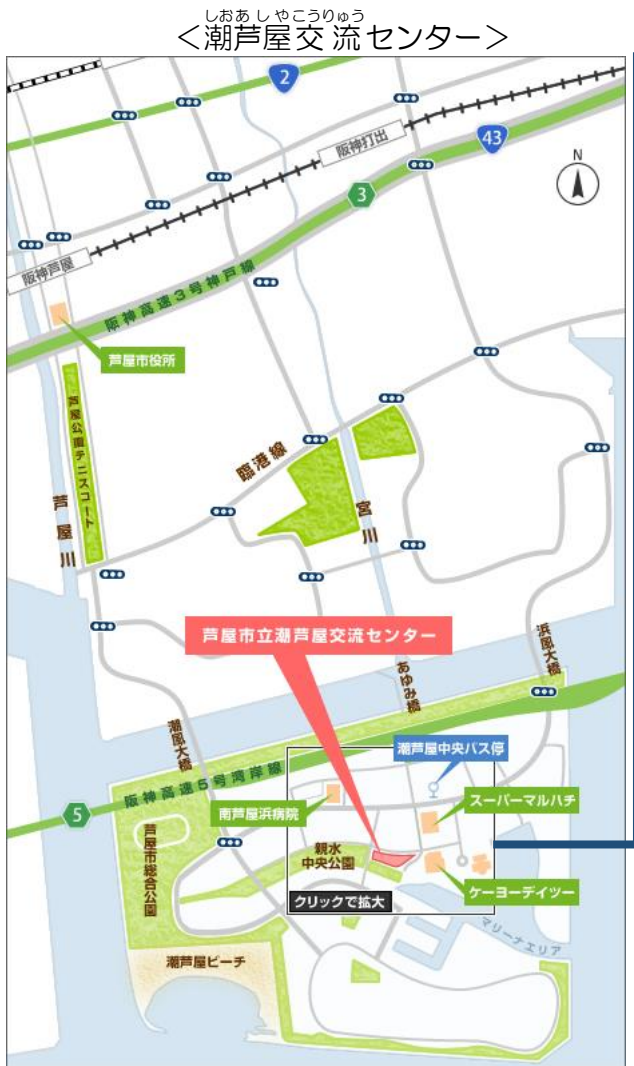 しおあしやこうりゅう
＜潮芦屋交流センター＞
2
阪神打出
43
N
3
阪神芦屋
阪神高速3号神戸線
芦屋市役所
芦屋公園テニスコート
臨港線
芦屋川
宮川
芦屋市立潮芦屋交流センター
浜風大橋
あゆみ橋
潮風大橋
潮芦屋中央バス停
阪神高速5号湾岸線
5
南芦屋浜病院
スーパーマルハチ
芦屋市総合公園
親水
中央公園
ケーヨーデイツー
クリックで拡大
マリーナエリア
潮芦屋ビーチ